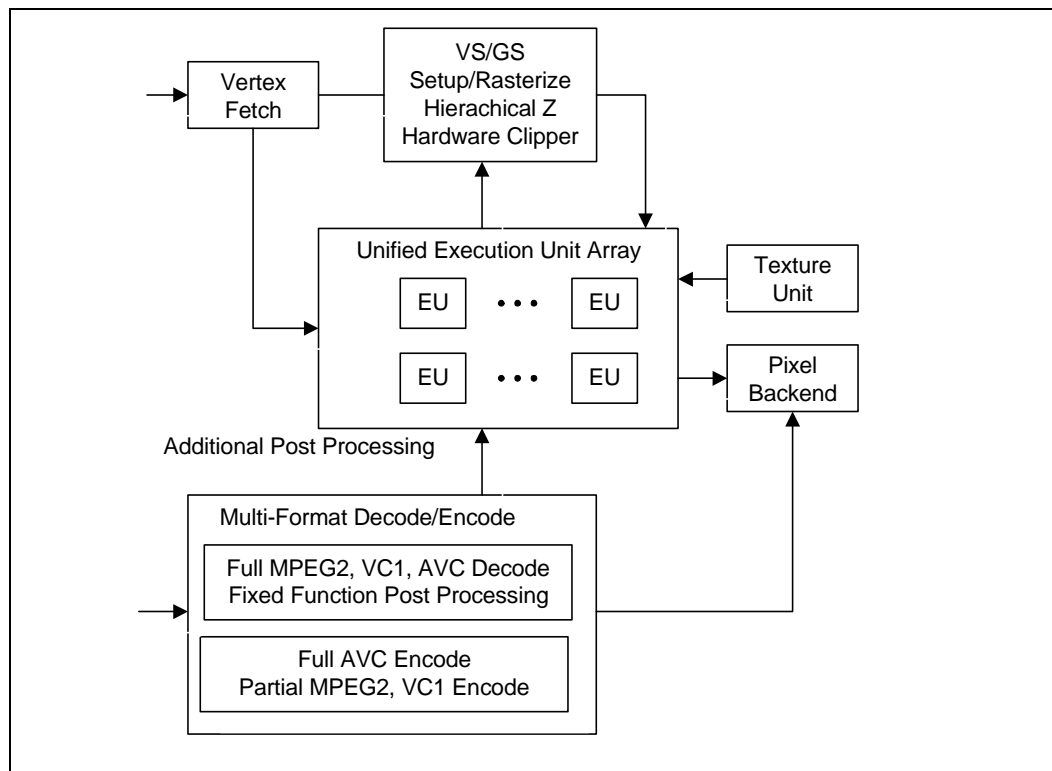 Vertex
Fetch
VS/GS
Setup/Rasterize
Hierachical Z
Hardware Clipper
Unified Execution Unit Array
EU • • • EU
EU • • • EU
Texture
Unit
Pixel
Backend
Additional Post Processing
Multi-Format Decode/Encode
Full MPEG2, VC1, AVC Decode
Fixed Function Post Processing
Full AVC Encode
Partial MPEG2, VC1 Encode